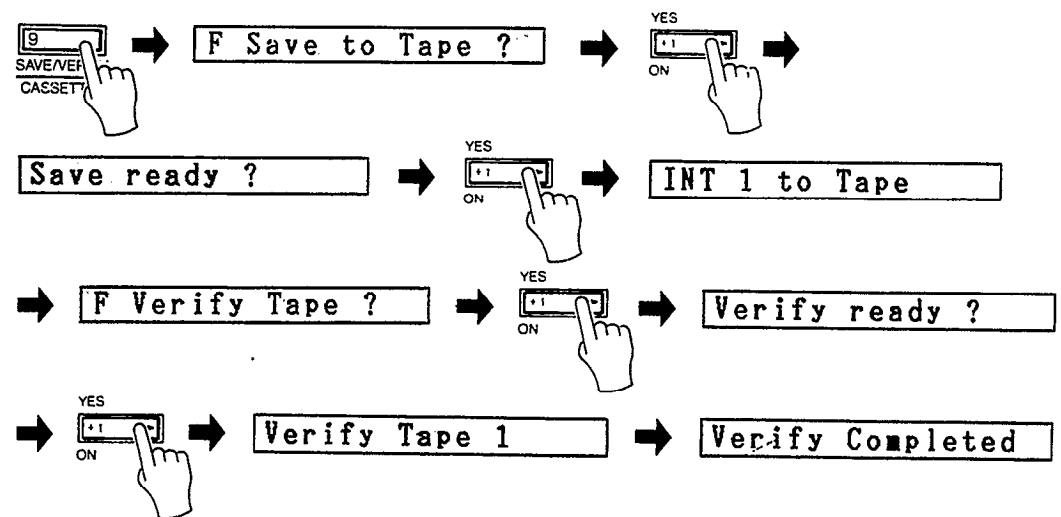 9
SAVE/VER
CASSETT
F Save to Tape ?
YES
+1
ON
Save ready ?
YES
+1
ON
INT 1 to Tape
F Verify Tape ?
YES
+1
ON
Verify ready ?
YES
+1
ON
Verify Tape 1
Verify Completed